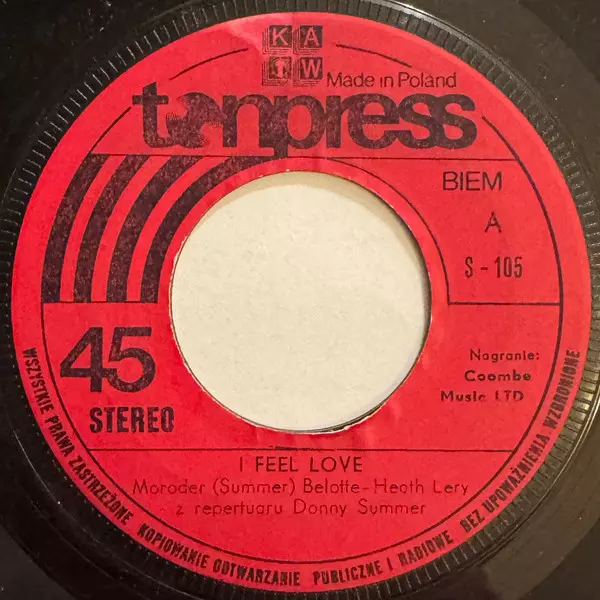 KAW
Made in Poland
tonpress
BIEM
A
S-105
45
STEREO
Nagranie:
Coombe
Music LTD
I FEEL LOVE
Moroder (Summer) Belotte-Heath Lery
z repertuaru Donny Summer
WSZYSTKIE PRAWA ZASTRZEŻONE KOPIOWANIE ODTWARZANIE PUBLICZNE I RADIOWE BEZ UPOWAŻNIENIA WZBRONIONE